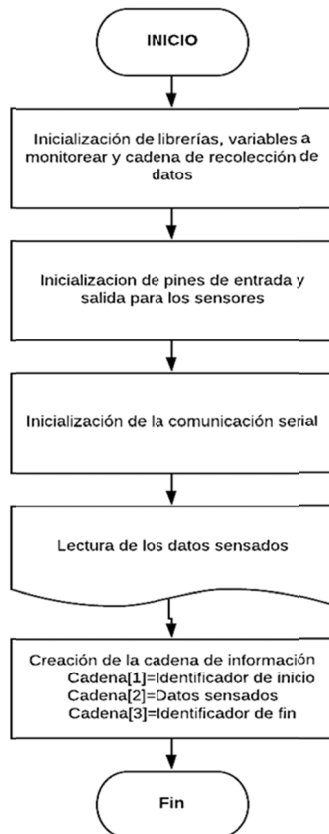 INICIO
Inicialización de librerías, variables a
monitorear y cadena de recolección de
datos
Inicializacion de pines de entrada y
salida para los sensores
Inicialización de la comunicación serial
Lectura de los datos sensados
Creación de la cadena de información
Cadena[1]=Identificador de inicio
Cadena[2]=Datos sensados
Cadena[3]=Identificador de fin
Fin